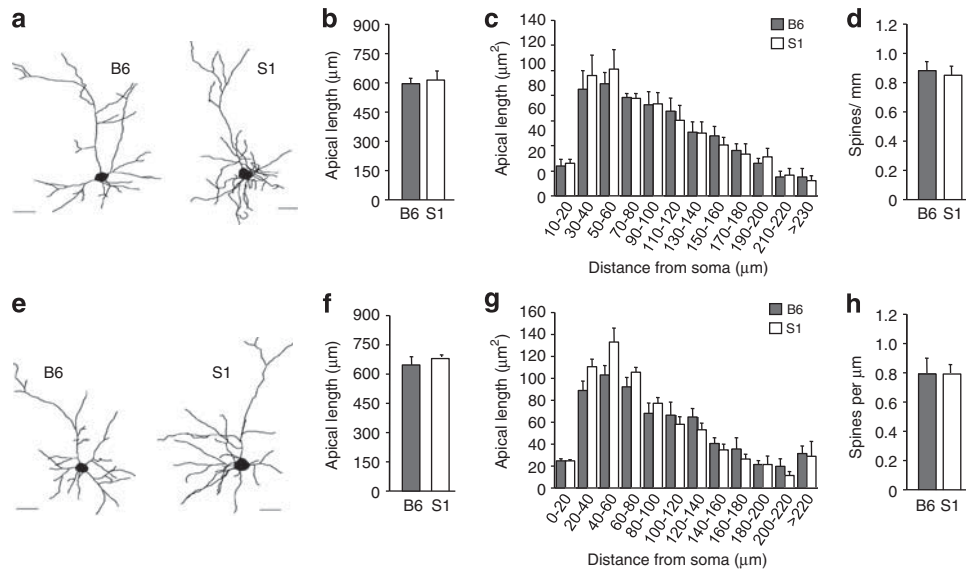 a
B6
S1
b
Apical length (μm)
900
750
600
450
300
150
0
B6 S1
c
Apical length (μm²)
140
120
100
80
60
40
20
0
B6
S1
10-20
30-40
50-60
70-80
90-100
110-120
130-140
150-160
170-180
190-200
210-220
>230
Distance from soma (μm)
d
Spines/ mm
1.2
1.0
0.8
0.6
0.4
0.2
0
B6 S1
e
B6
S1
f
Apical length (μm)
900
750
600
450
300
150
0
B6 S1
g
Apical length (μm²)
160
140
120
100
80
60
40
20
0
B6
S1
0-20
20-40
40-60
60-80
80-100
100-120
120-140
140-160
160-180
180-200
200-220
>220
Distance from soma (μm)
h
Spines per μm
1.2
1.0
0.8
0.6
0.4
0.2
0
B6 S1